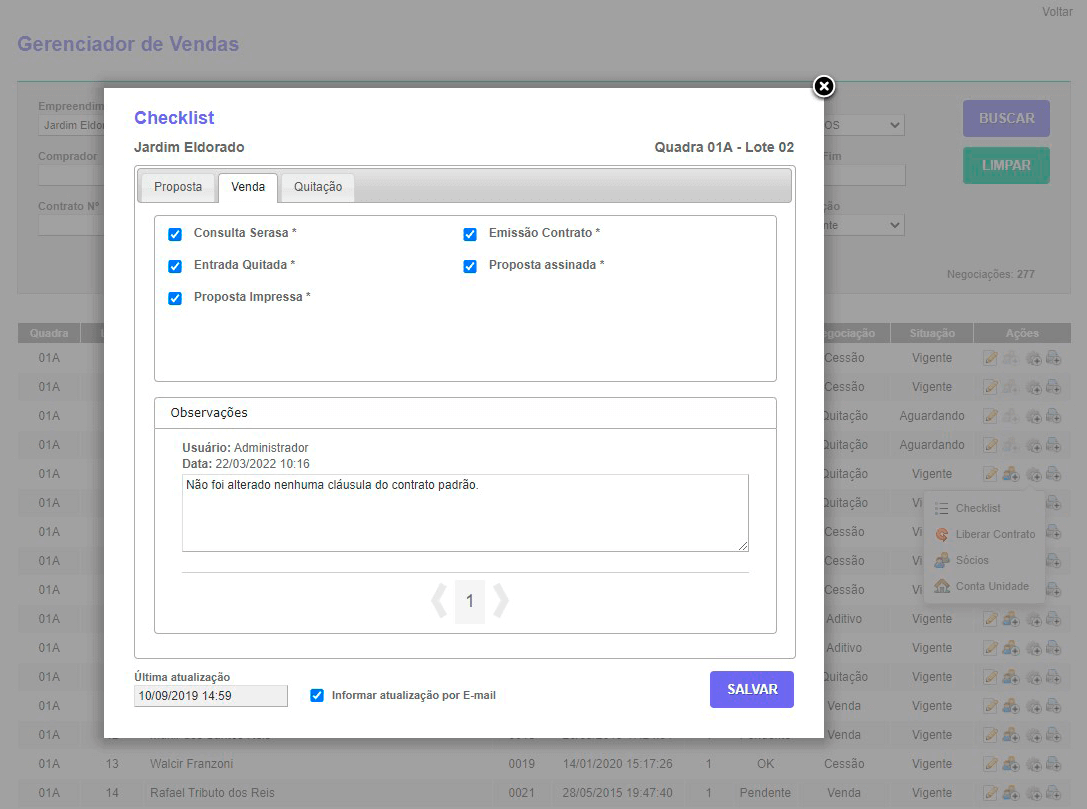 Voltar
Gerenciador de Vendas
Empreendim
Jardim Eldo
OS
BUSCAR
Comprador
Fim
LIMPAR
Contrato Nº
Negociações: 277
Checklist
Jardim Eldorado
Quadra 01A - Lote 02
Proposta
Venda
Quitação
Consulta Serasa *
Emissão Contrato *
Entrada Quitada *
Proposta assinada *
Proposta Impressa *
Observações
Usuário: Administrador
Data: 22/03/2022 10:16
Não foi alterado nenhuma cláusula do contrato padrão.
1
Última atualização
10/09/2019 14:59
Informar atualização por E-mail
SALVAR
Quadra
egociação
Situação
Ações
01A Cessão Vigente
01A Cessão Vigente
01A Quitação Aguardando
01A Quitação Aguardando
01A Quitação Vigente
01A Quitação Vi
Checklist
01A Cessão Vi
Liberar Contrato
01A Cessão Vi
Sócios
01A Cessão Vi
Conta Unidade
01A Aditivo Vigente
01A Aditivo Vigente
01A Quitação Vigente
01A Venda Vigente
01A Venda Vigente
01A 13 Walcir Franzoni 0019 14/01/2020 15:17:26 1 OK Cessão Vigente
01A 14 Rafael Tributo dos Reis 0021 28/05/2015 19:47:40 1 Pendente Venda Vigente